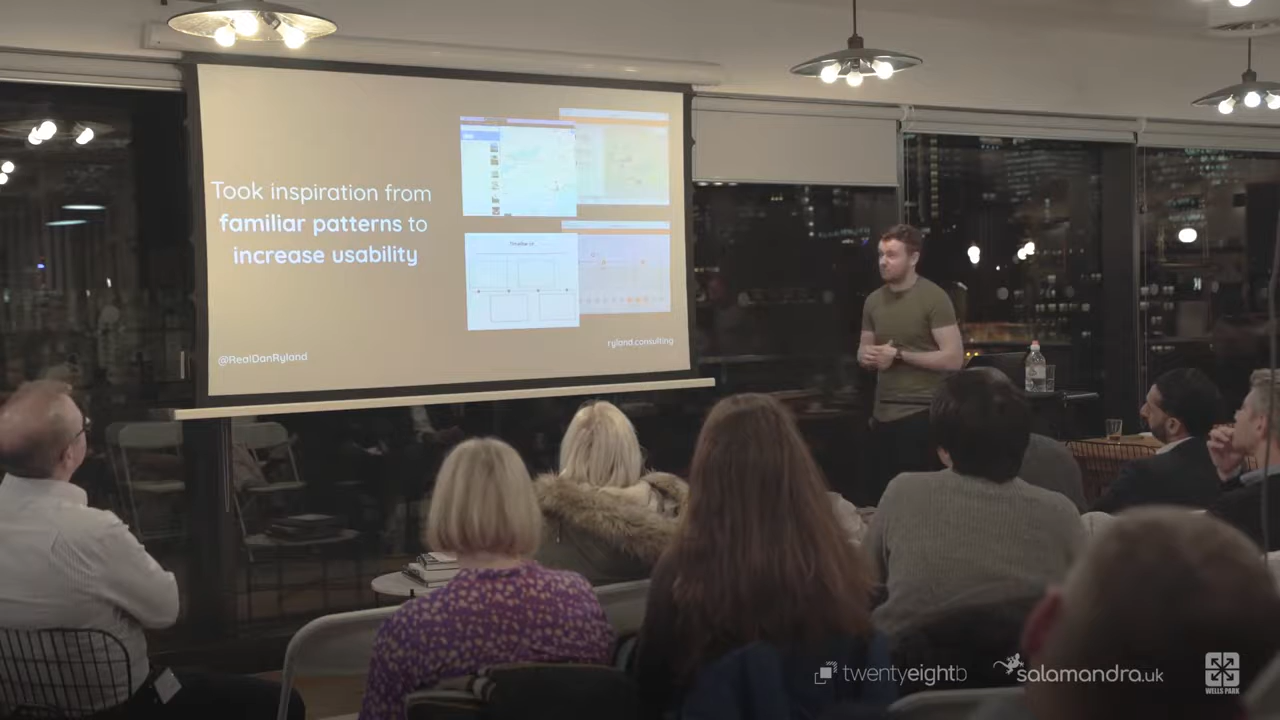 Took inspiration from
familiar patterns to
increase usability
@RealDanRyland
ryland.consulting
twentyeightb
salamandra.uk
WELLS PARK